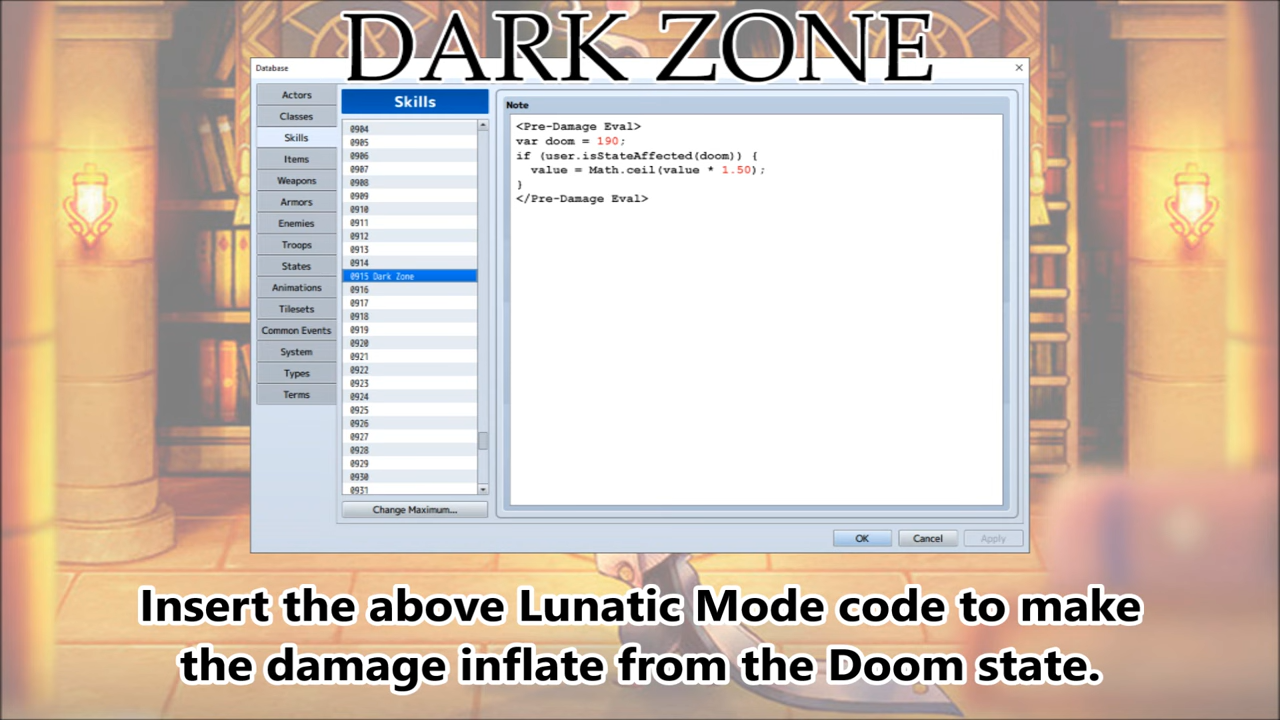 DARK ZONE
Database
Actors
Classes
Skills
Items
Weapons
Armors
Enemies
Troops
States
Animations
Tilesets
Common Events
System
Types
Terms
Skills
0904
0905
0906
0907
0908
0909
0910
0911
0912
0913
0914
0915 Dark Zone
0916
0917
0918
0919
0920
0921
0922
0923
0924
0925
0926
0927
0928
0929
0930
0931
Change Maximum...
Note
<Pre-Damage Eval>
var doom = 190;
if (user.isStateAffected(doom)) {
  value = Math.ceil(value * 1.50);
}
</Pre-Damage Eval>
OK
Cancel
Apply
Insert the above Lunatic Mode code to make
the damage inflate from the Doom state.